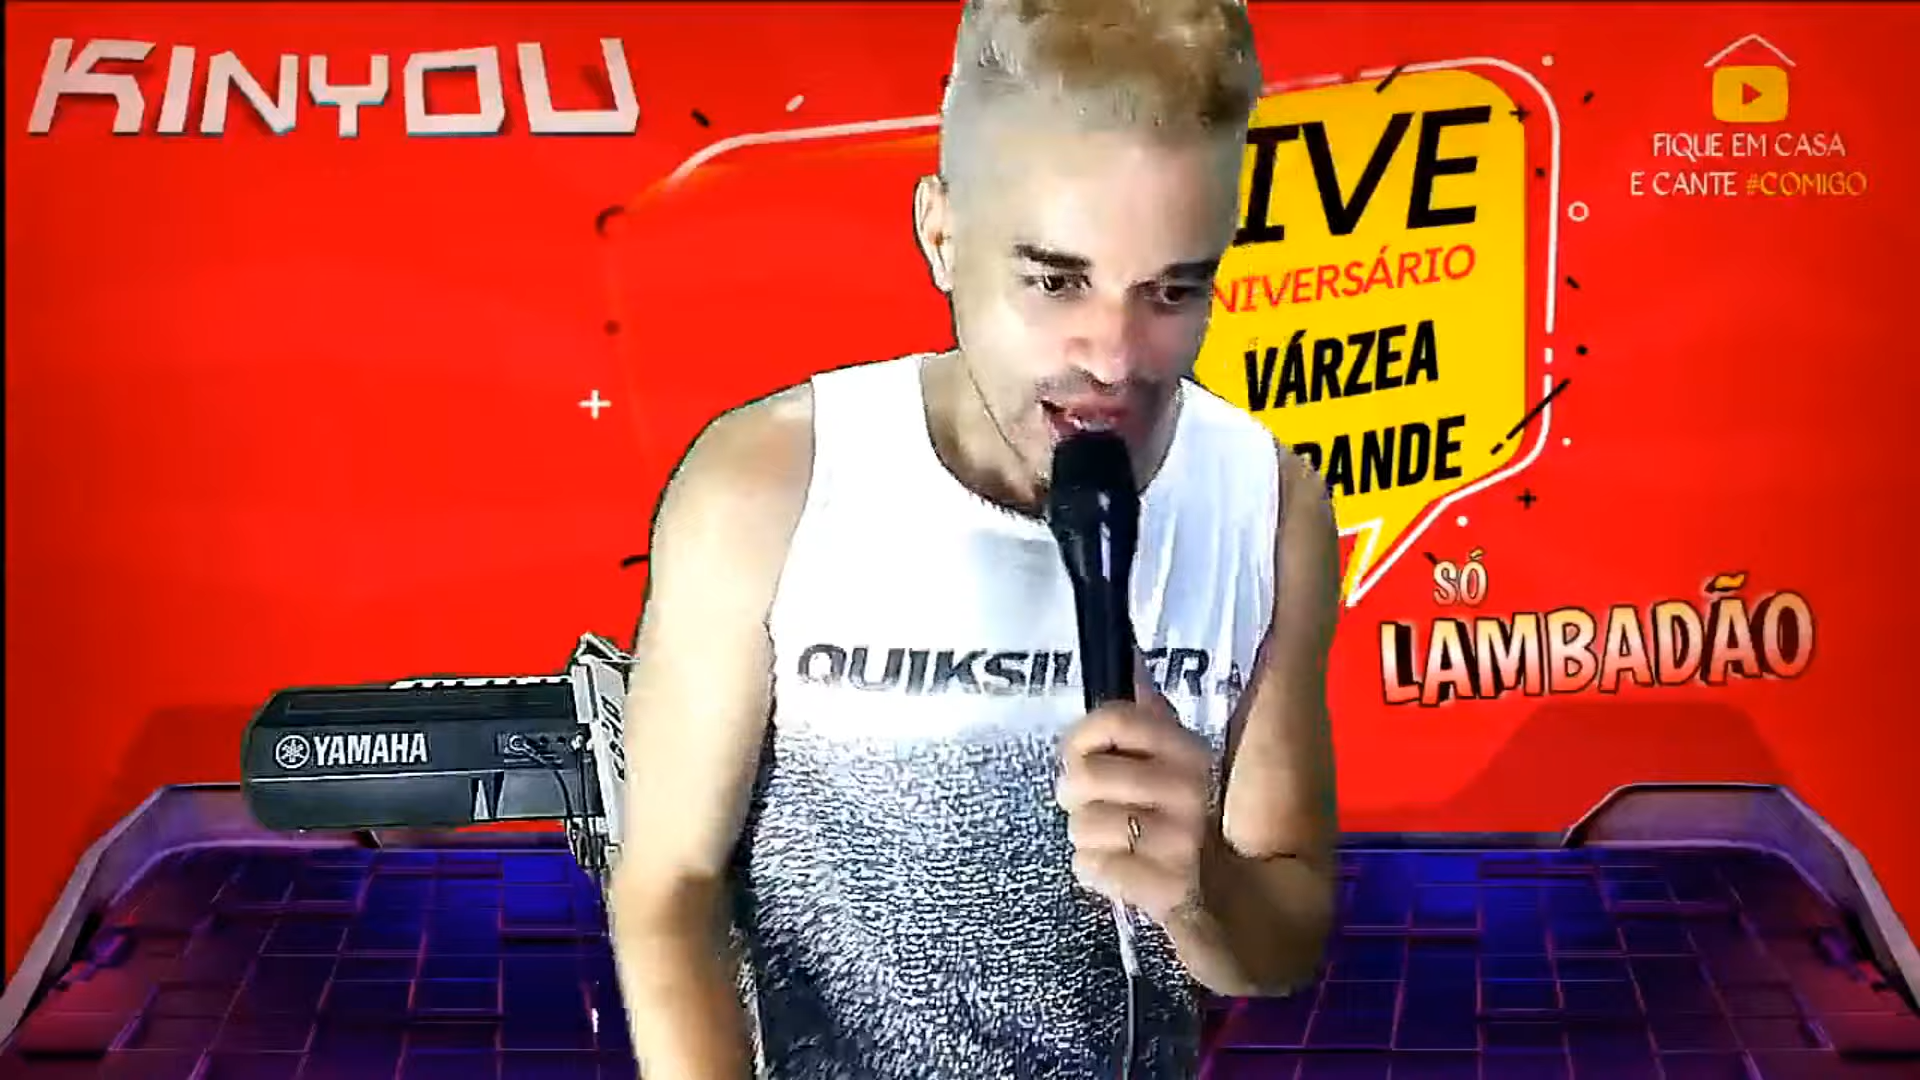 KINYOU
FIQUE EM CASA
E CANTE #COMIGO
IVE
NIVERSÁRIO
VÁRZEA
RANDE
SÓ
LAMBADÃO
QUIKSIL ER
YAMAHA